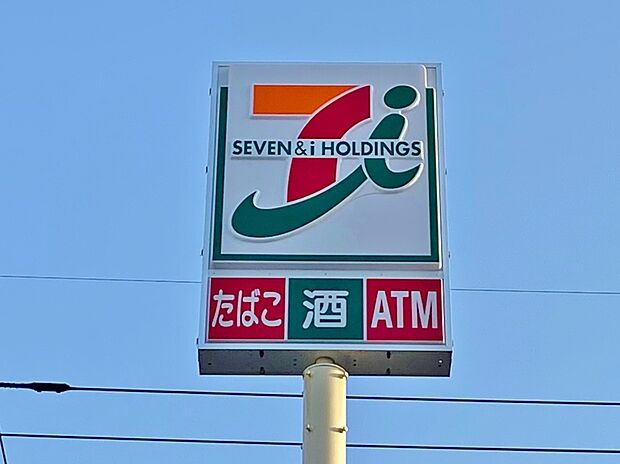 SEVEN & i HOLDINGS
たばこ 酒 ATM